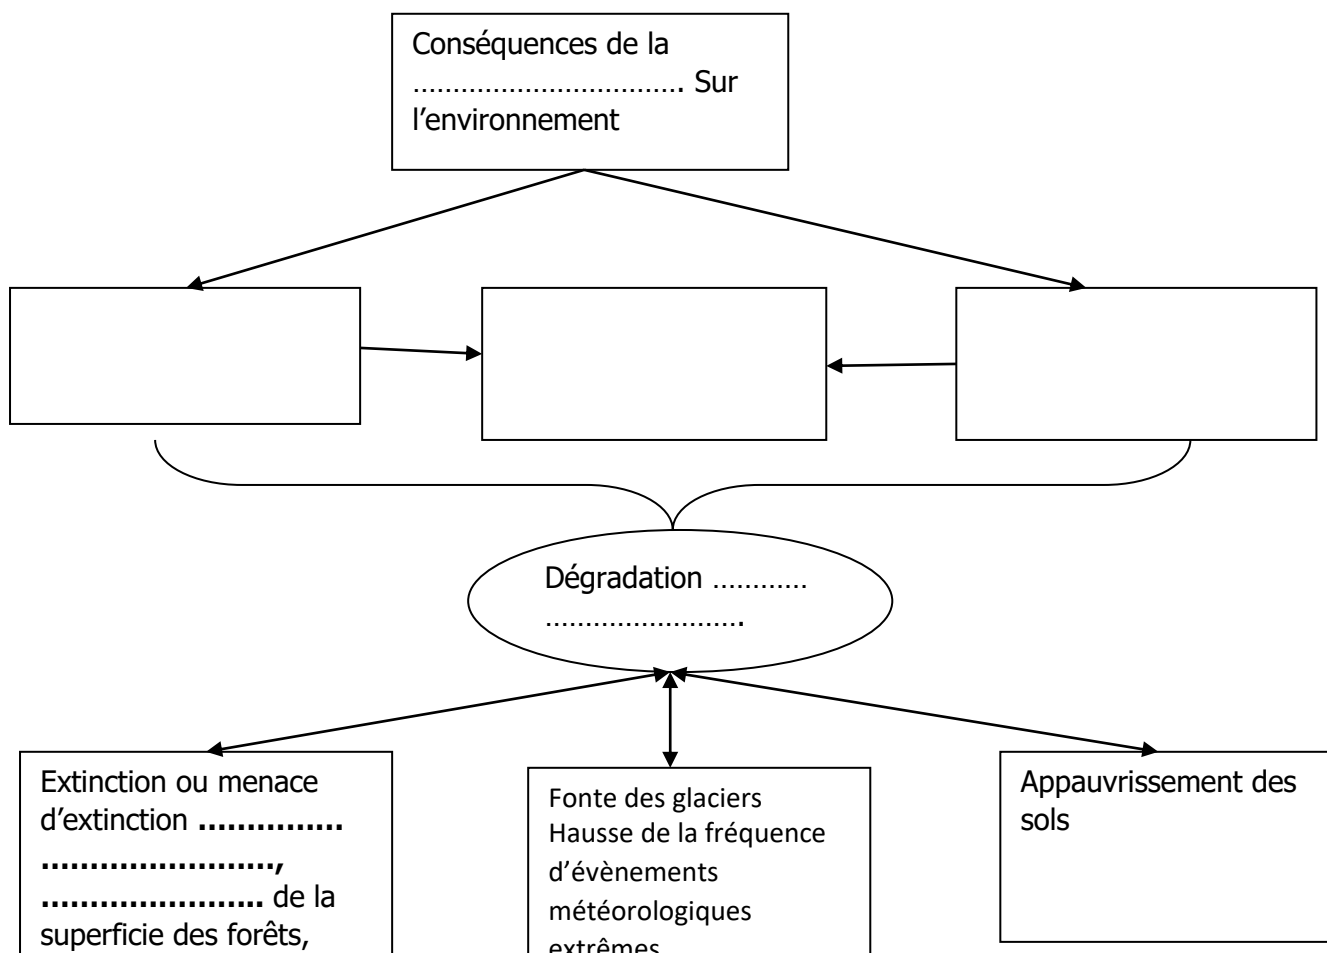 Conséquences de la
................................. Sur
l’environnement
Dégradation ............
.........................
Extinction ou menace
d’extinction ...............
........................,
....................... de la
superficie des forêts,
Fonte des glaciers
Hausse de la fréquence
d’évènements
météorologiques
extrêmes
Appauvrissement des
sols